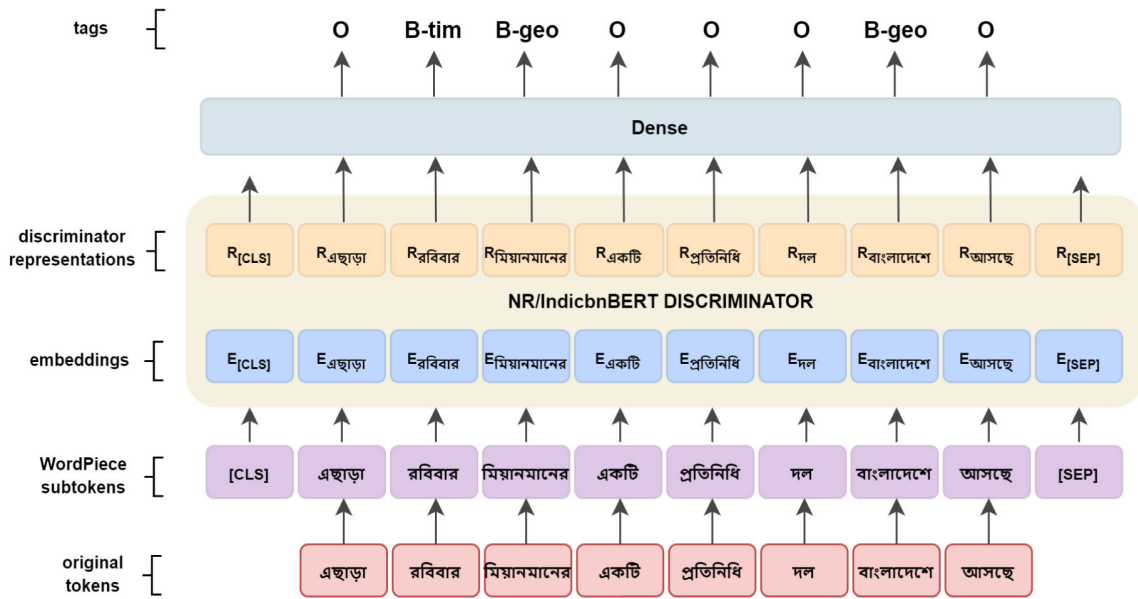 tags O B-tim B-geo O O O B-geo O
Dense
discriminator representations R[CLS] Rএছাড়া Rরবিবার Rমিয়ানমানের Rএকটি Rপ্রতিনিধি Rদল Rবাংলাদেশে Rআসছে R[SEP]
NR/IndicbnBERT DISCRIMINATOR
embeddings E[CLS] Eএছাড়া Eরবিবার Eমিয়ানমানের Eএকটি Eপ্রতিনিধি Eদল Eবাংলাদেশে Eআসছে E[SEP]
WordPiece subtokens [CLS] এছাড়া রবিবার মিয়ানমানের একটি প্রতিনিধি দল বাংলাদেশে আসছে [SEP]
original tokens এছাড়া রবিবার মিয়ানমানের একটি প্রতিনিধি দল বাংলাদেশে আসছে